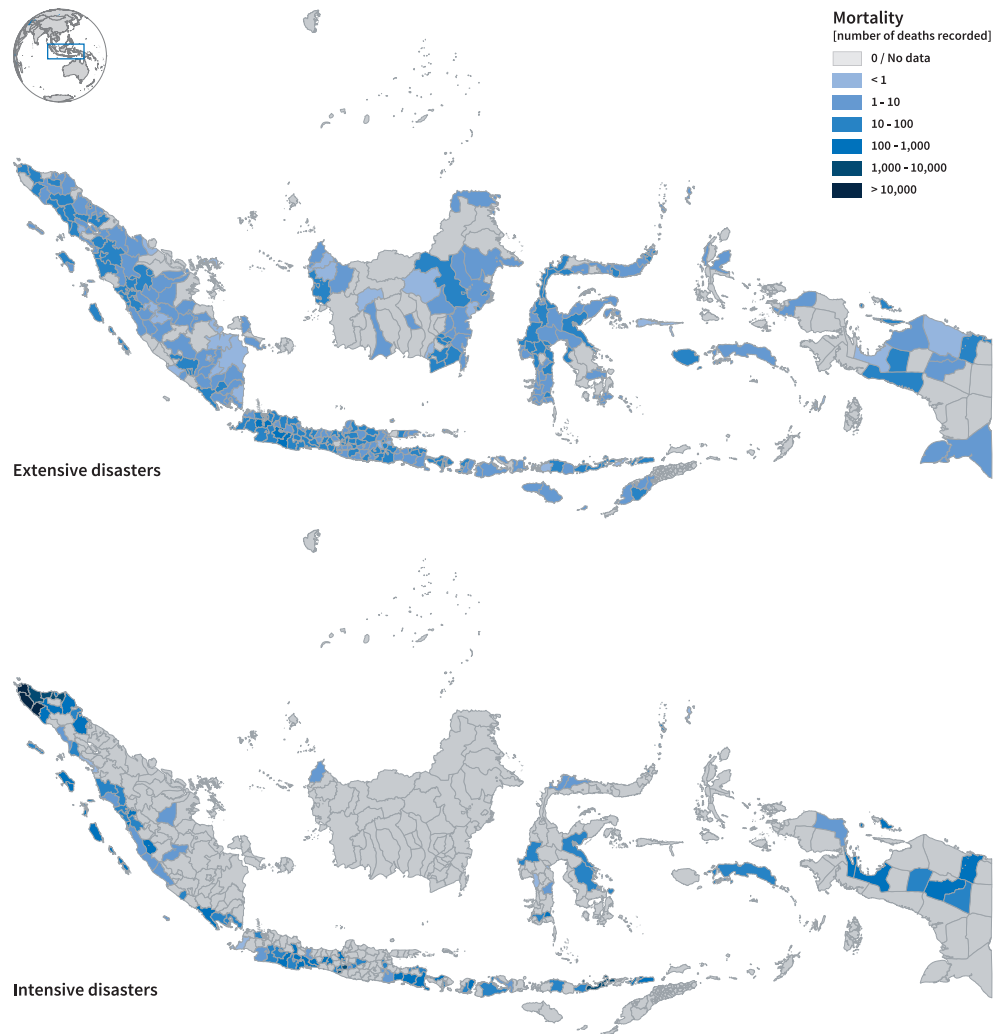 Mortality
[number of deaths recorded]
0 / No data
< 1
1 - 10
10 - 100
100 - 1,000
1,000 - 10,000
> 10,000
Extensive disasters
Intensive disasters